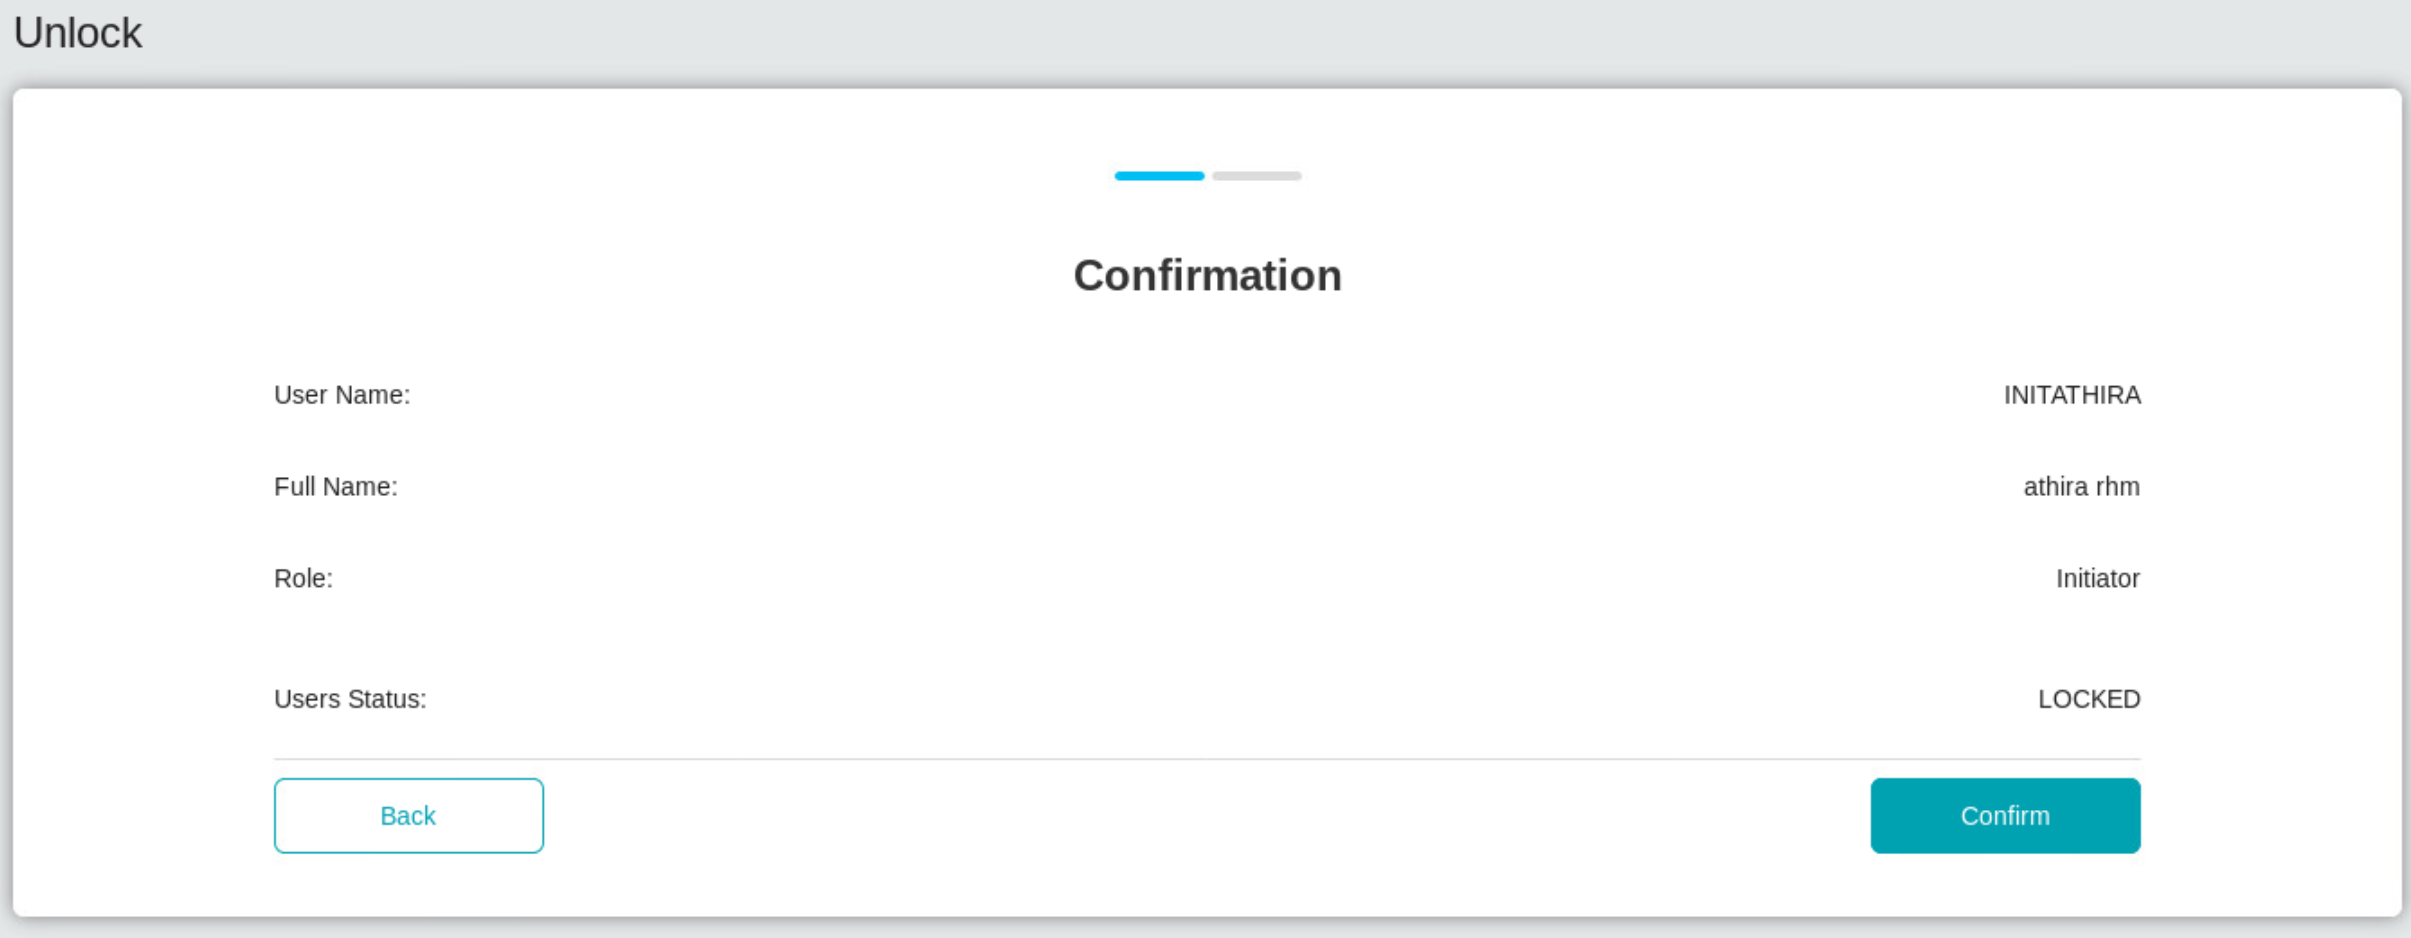 Unlock
Confirmation
User Name: INITATHIRA
Full Name: athira rhm
Role: Initiator
Users Status: LOCKED
Back Confirm